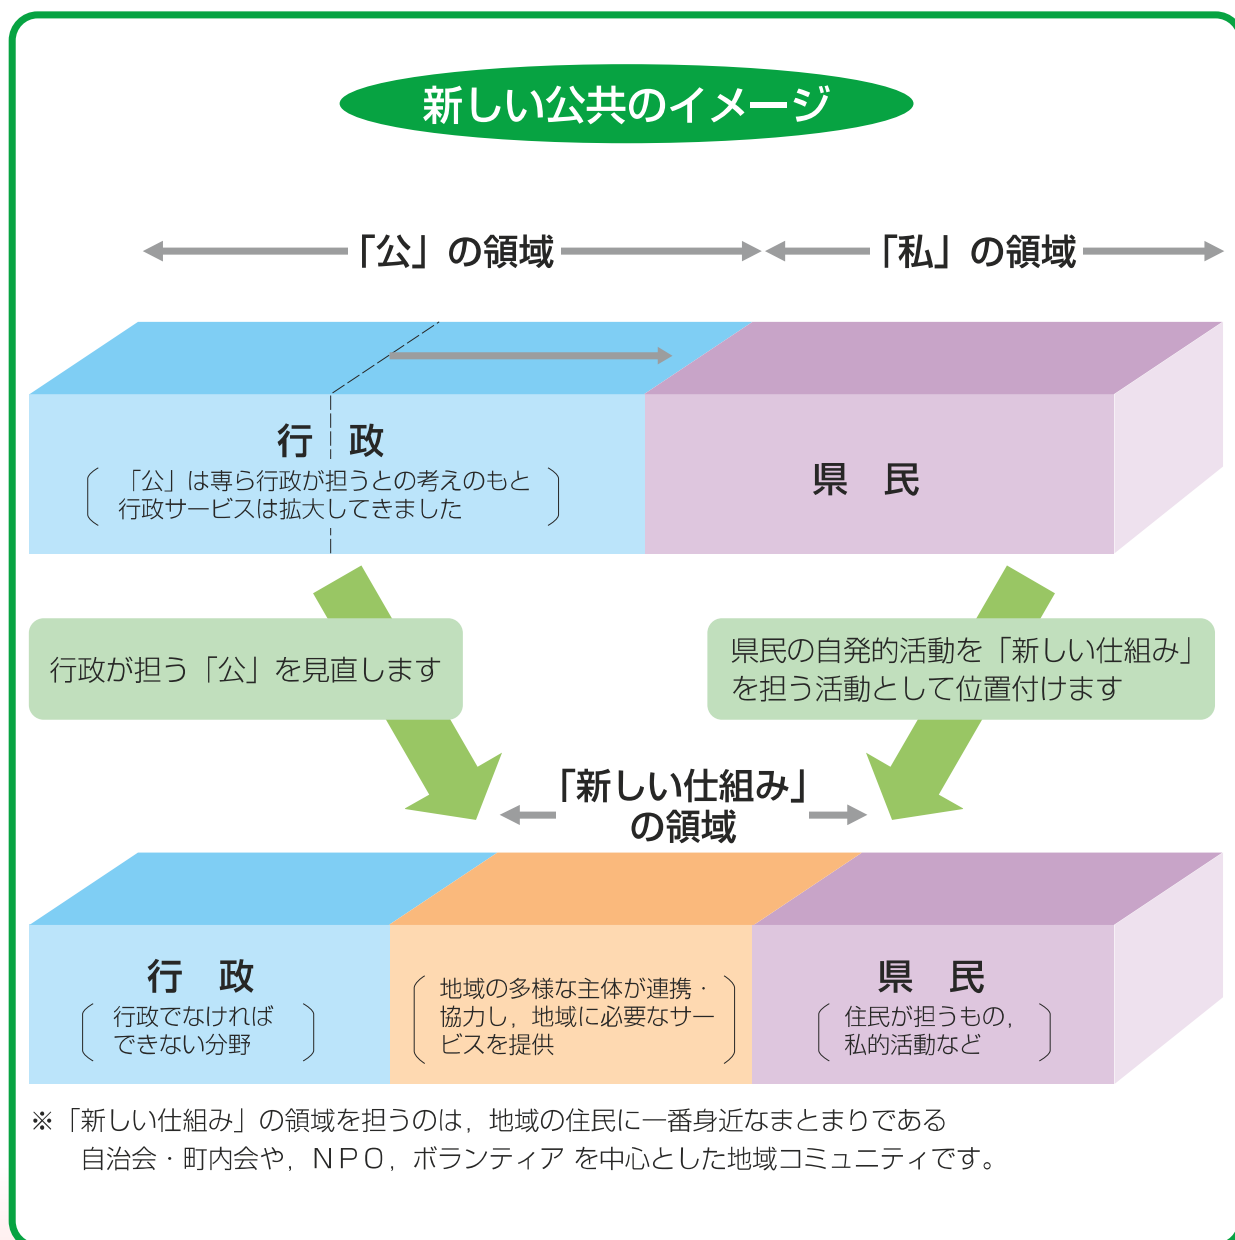 新しい公共のイメージ
「公」の領域
「私」の領域
行 政
「公」は専ら行政が担うとの考えのもと
行政サービスは拡大してきました
県 民
行政が担う「公」を見直します
県民の自発的活動を「新しい仕組み」
を担う活動として位置付けます
「新しい仕組み」
の領域
行 政
行政でなければ
できない分野
地域の多様な主体が連携・
協力し，地域に必要なサー
ビスを提供
県 民
住民が担うもの，
私的活動など
※「新しい仕組み」の領域を担うのは，地域の住民に一番身近なまとまりである
自治会・町内会や，ＮＰＯ，ボランティア を中心とした地域コミュニティです。